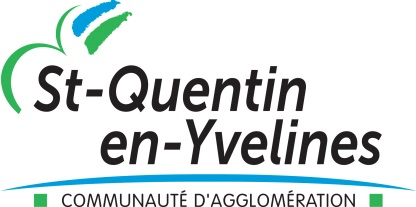 St-Quentin
en-Yvelines
COMMUNAUTÉ D'AGGLOMÉRATION